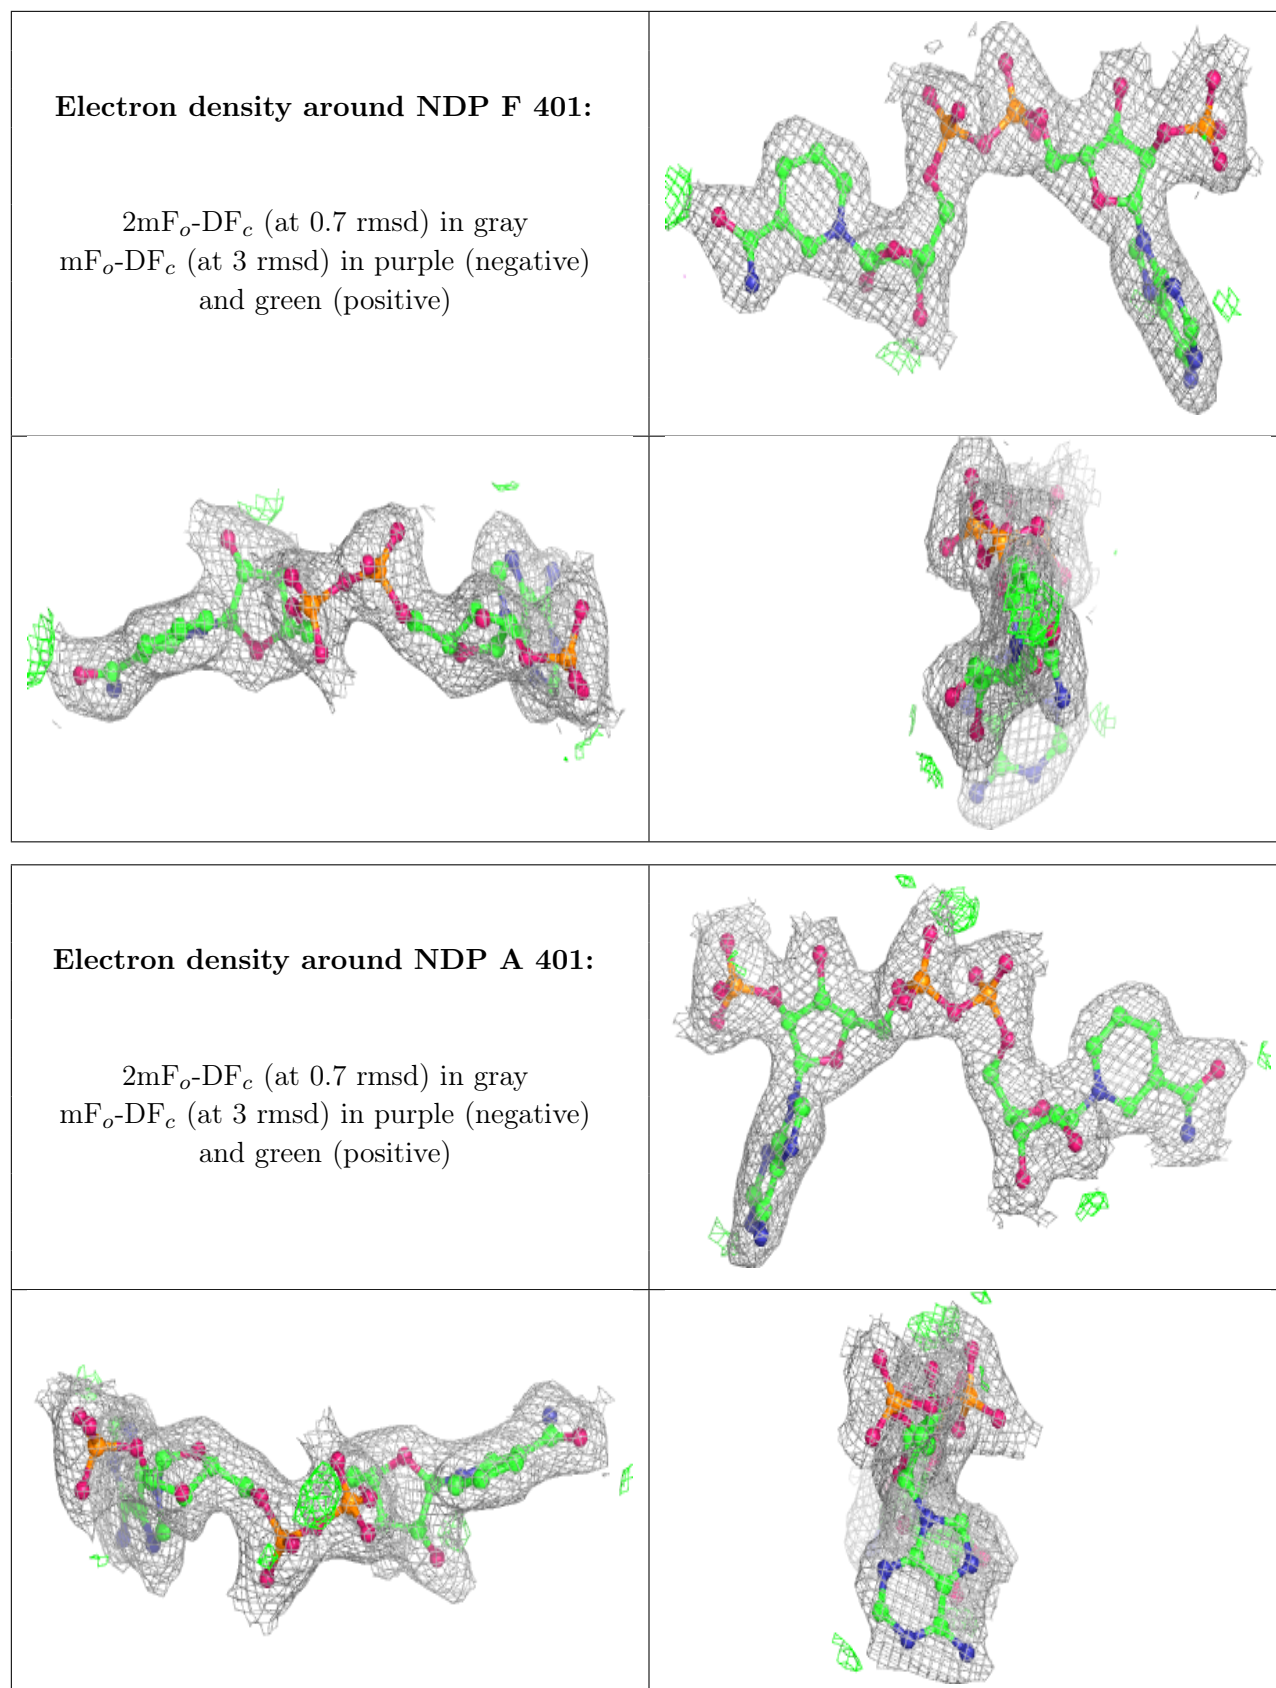 Electron density around NDP F 401:
2mFo-DFc (at 0.7 rmsd) in gray
mFo-DFc (at 3 rmsd) in purple (negative)
and green (positive)
Electron density around NDP A 401:
2mFo-DFc (at 0.7 rmsd) in gray
mFo-DFc (at 3 rmsd) in purple (negative)
and green (positive)